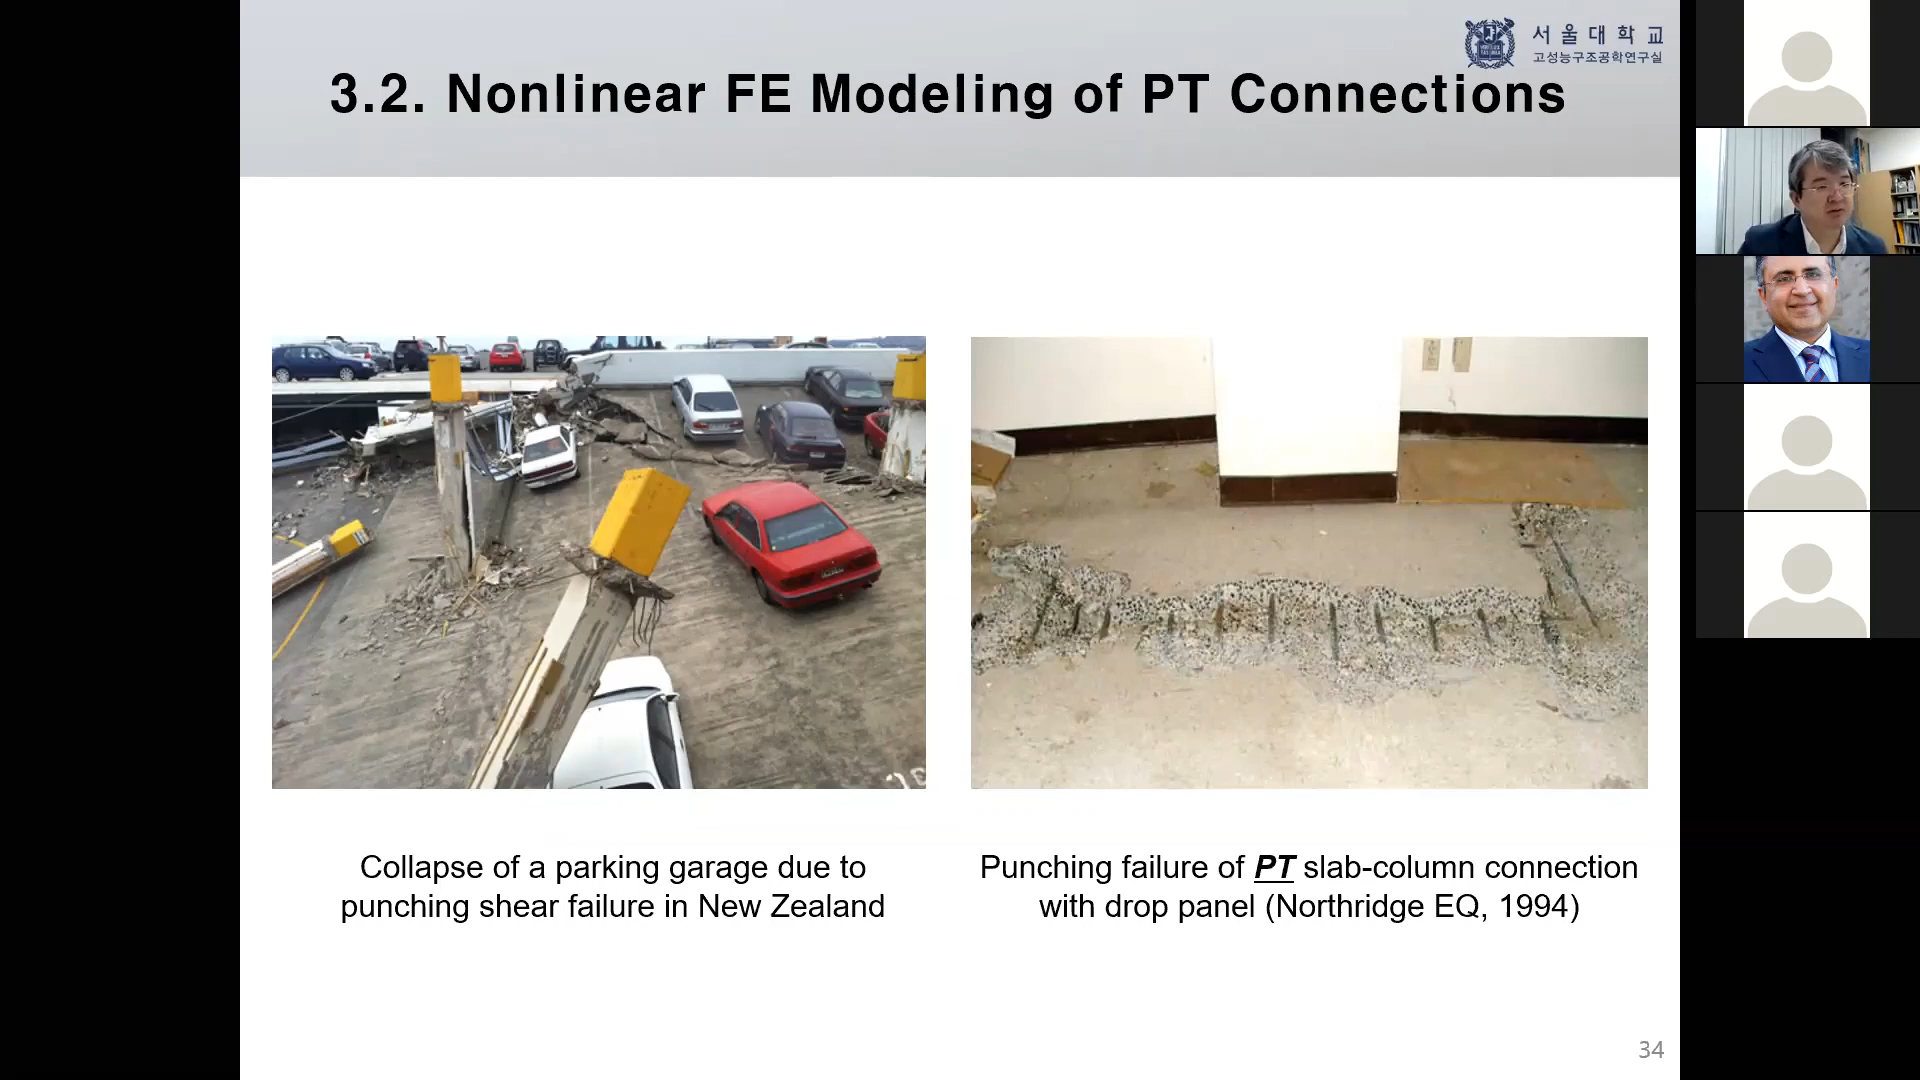 서울대학교
고성능구조공학연구실
3.2. Nonlinear FE Modeling of PT Connections
Collapse of a parking garage due to
punching shear failure in New Zealand
Punching failure of PT slab-column connection
with drop panel (Northridge EQ, 1994)
34